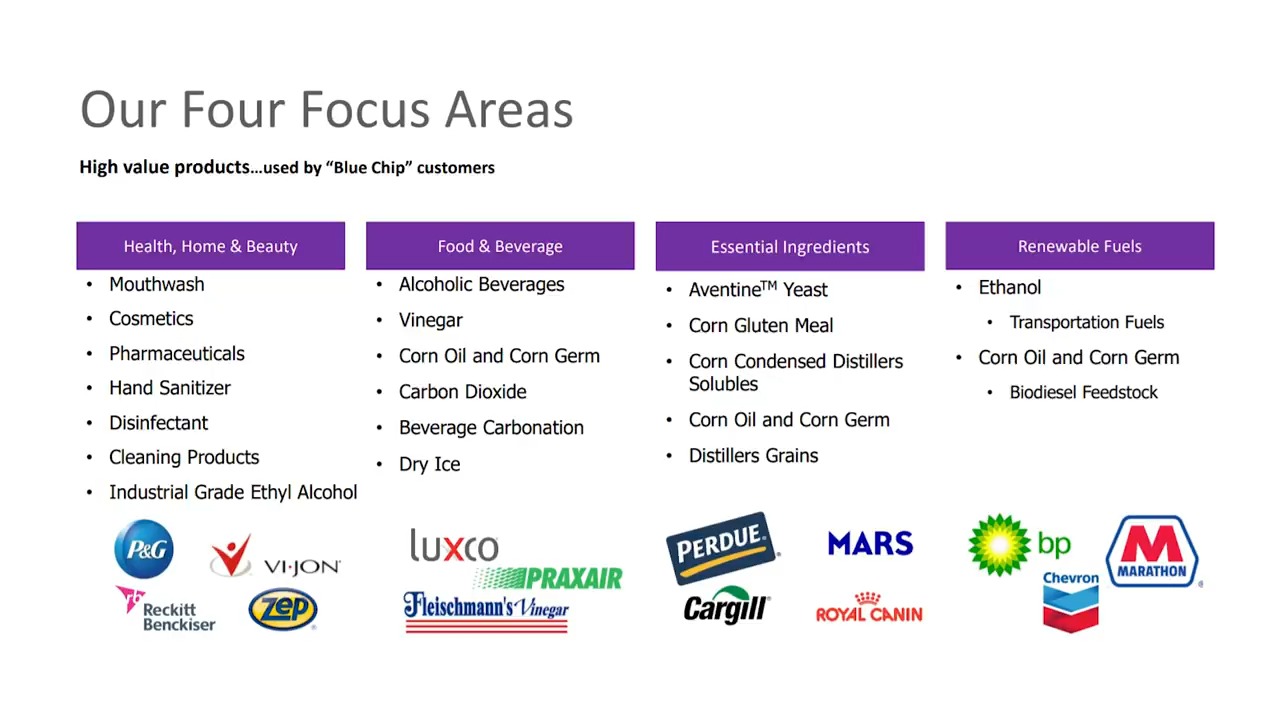 Our Four Focus Areas
High value products…used by “Blue Chip” customers
Health, Home & Beauty
• Mouthwash
• Cosmetics
• Pharmaceuticals
• Hand Sanitizer
• Disinfectant
• Cleaning Products
• Industrial Grade Ethyl Alcohol
P&G
VI-JON
rb
Reckitt
Benckiser
Zep
Food & Beverage
• Alcoholic Beverages
• Vinegar
• Corn Oil and Corn Germ
• Carbon Dioxide
• Beverage Carbonation
• Dry Ice
luxco
PRAXAIR
Fleischmann's Vinegar
Essential Ingredients
• Aventine™ Yeast
• Corn Gluten Meal
• Corn Condensed Distillers
Solubles
• Corn Oil and Corn Germ
• Distillers Grains
PERDUE
MARS
Cargill
ROYAL CANIN
Renewable Fuels
• Ethanol
• Transportation Fuels
• Corn Oil and Corn Germ
• Biodiesel Feedstock
bp
M
MARATHON
Chevron